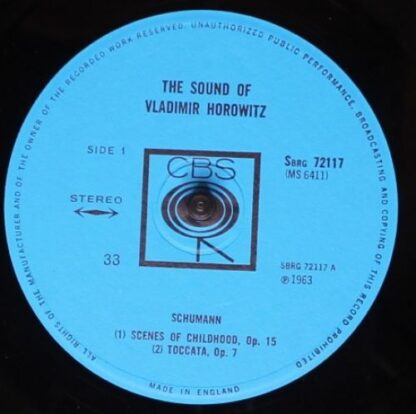 ALL RIGHTS OF THE MANUFACTURER AND OF THE OWNER OF THE RECORDED WORK RESERVED. UNAUTHORIZED PUBLIC PERFORMANCE, BROADCASTING AND COPYING OF THIS RECORD PROHIBITED
THE SOUND OF
VLADIMIR HOROWITZ
SIDE 1
CBS
SBRG 72117
(MS 6411)
STEREO
33
SBRG 72117 A
℗ 1963
SCHUMANN
(1) SCENES OF CHILDHOOD, Op. 15
(2) TOCCATA, Op. 7
MADE IN ENGLAND